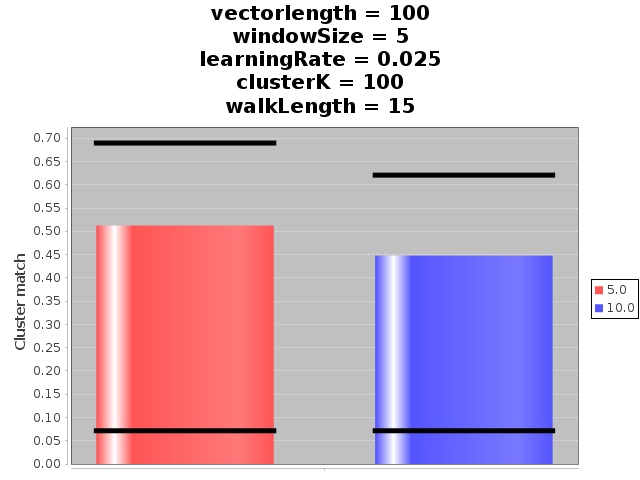 vectorlength = 100
windowSize = 5
learningRate = 0.025
clusterK = 100
walkLength = 15
0.70
0.65
0.60
0.55
0.50
0.45
0.40
0.35
0.30
0.25
0.20
0.15
0.10
0.05
0.00
Cluster match
5.0
10.0